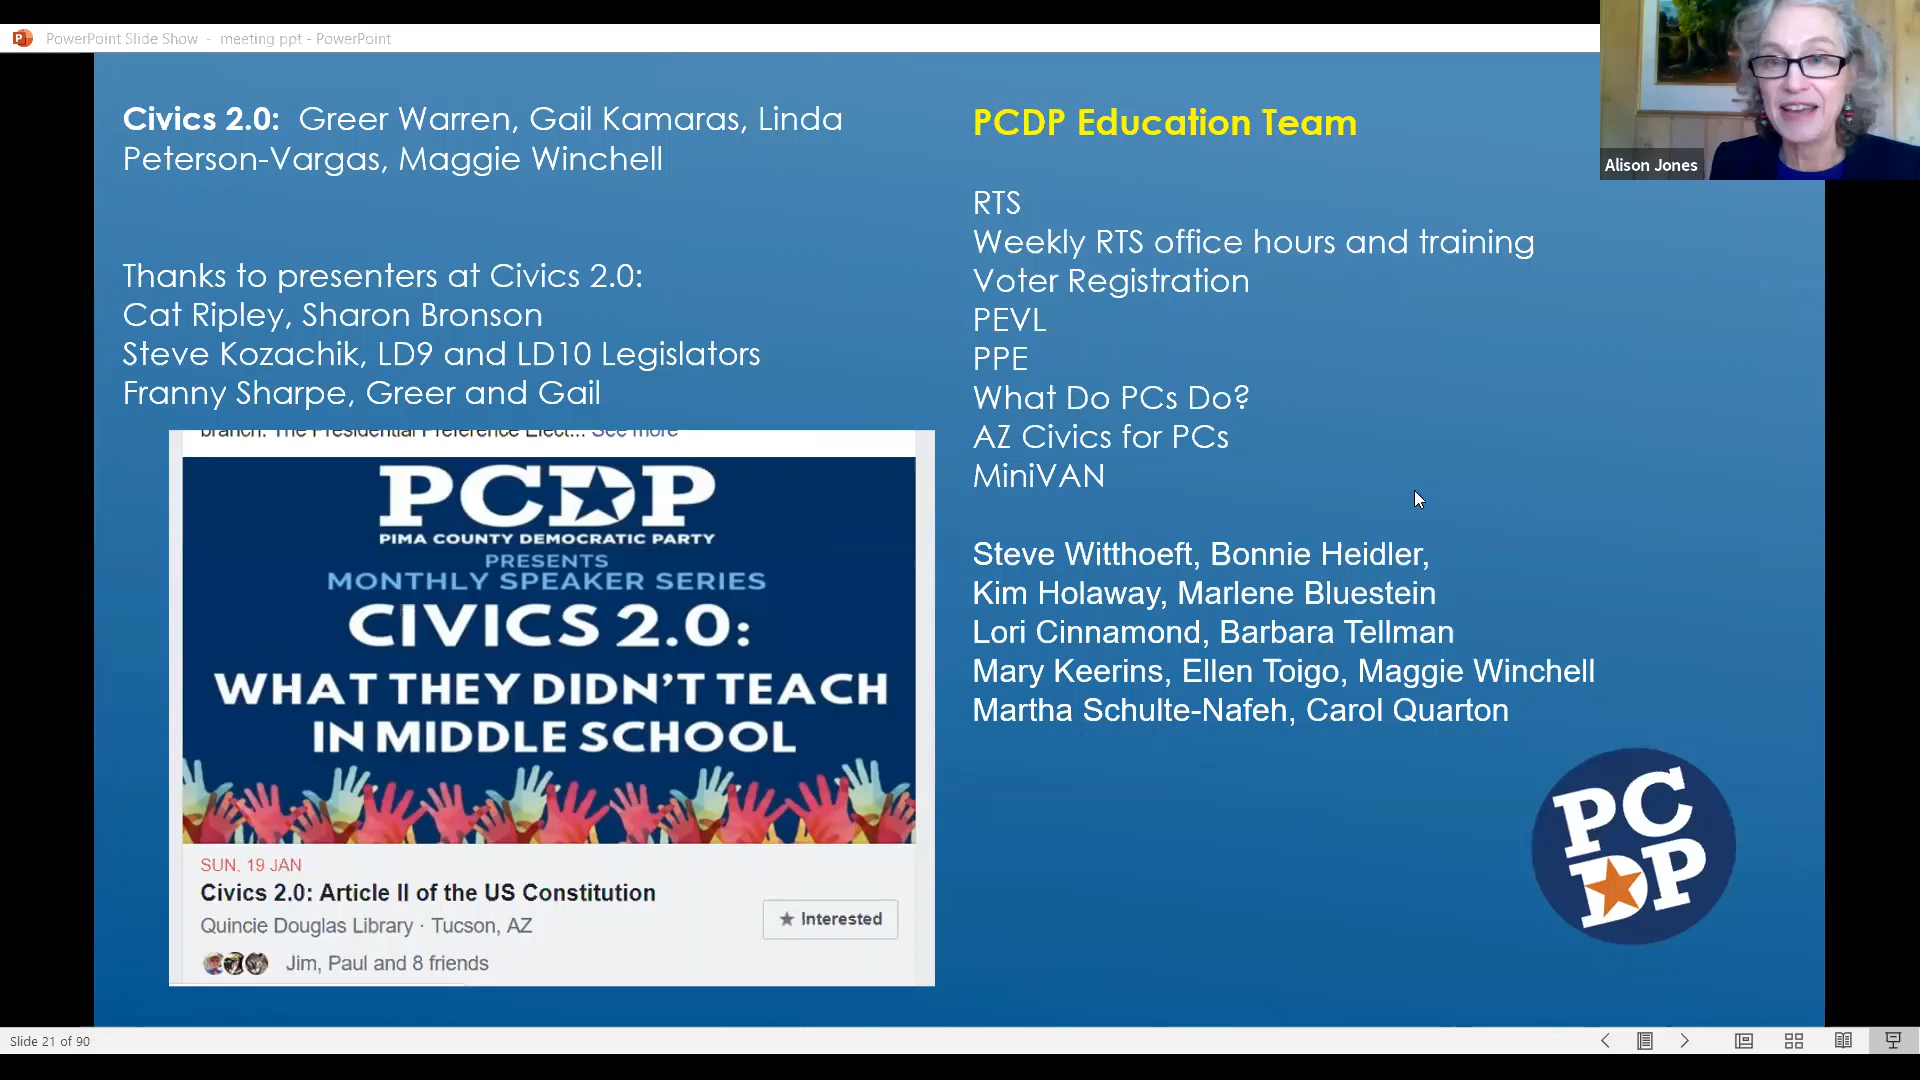 PowerPoint Slide Show - meeting ppt - PowerPoint
Alison Jones
Civics 2.0: Greer Warren, Gail Kamaras, Linda
Peterson-Vargas, Maggie Winchell
Thanks to presenters at Civics 2.0:
Cat Ripley, Sharon Bronson
Steve Kozachik, LD9 and LD10 Legislators
Franny Sharpe, Greer and Gail
branch. The Presidential Preference Elect... See more
PCDP
PIMA COUNTY DEMOCRATIC PARTY
PRESENTS
MONTHLY SPEAKER SERIES
CIVICS 2.0:
WHAT THEY DIDN'T TEACH
IN MIDDLE SCHOOL
SUN, 19 JAN
Civics 2.0: Article II of the US Constitution
Quincie Douglas Library · Tucson, AZ
★ Interested
Jim, Paul and 8 friends
PCDP Education Team
RTS
Weekly RTS office hours and training
Voter Registration
PEVL
PPE
What Do PCs Do?
AZ Civics for PCs
MiniVAN
Steve Witthoeft, Bonnie Heidler,
Kim Holaway, Marlene Bluestein
Lori Cinnamond, Barbara Tellman
Mary Keerins, Ellen Toigo, Maggie Winchell
Martha Schulte-Nafeh, Carol Quarton
PC
DP
Slide 21 of 90